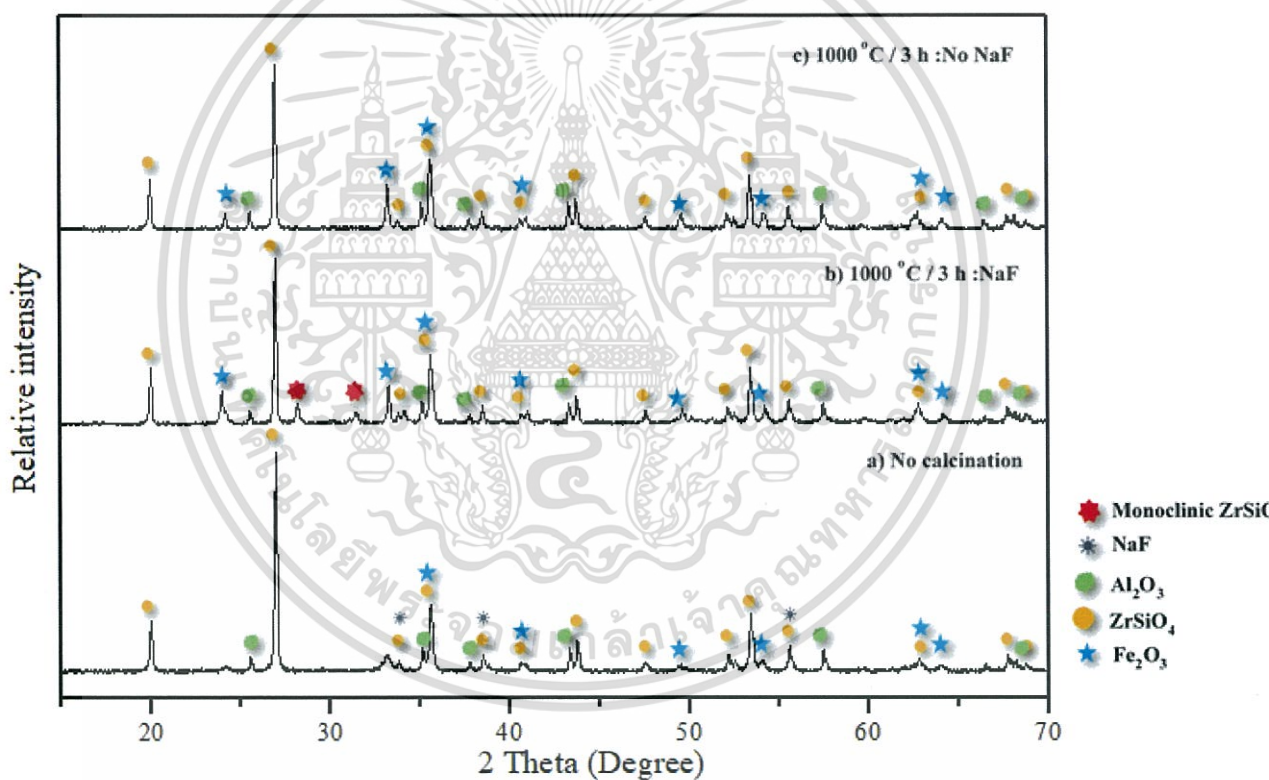 c) 1000 °C / 3 h :No NaF
b) 1000 °C / 3 h :NaF
a) No calcination
Relative intensity
20 30 40 50 60 70
2 Theta (Degree)
Monoclinic ZrSiO
NaF
Al₂O₃
ZrSiO₄
Fe₂O₃